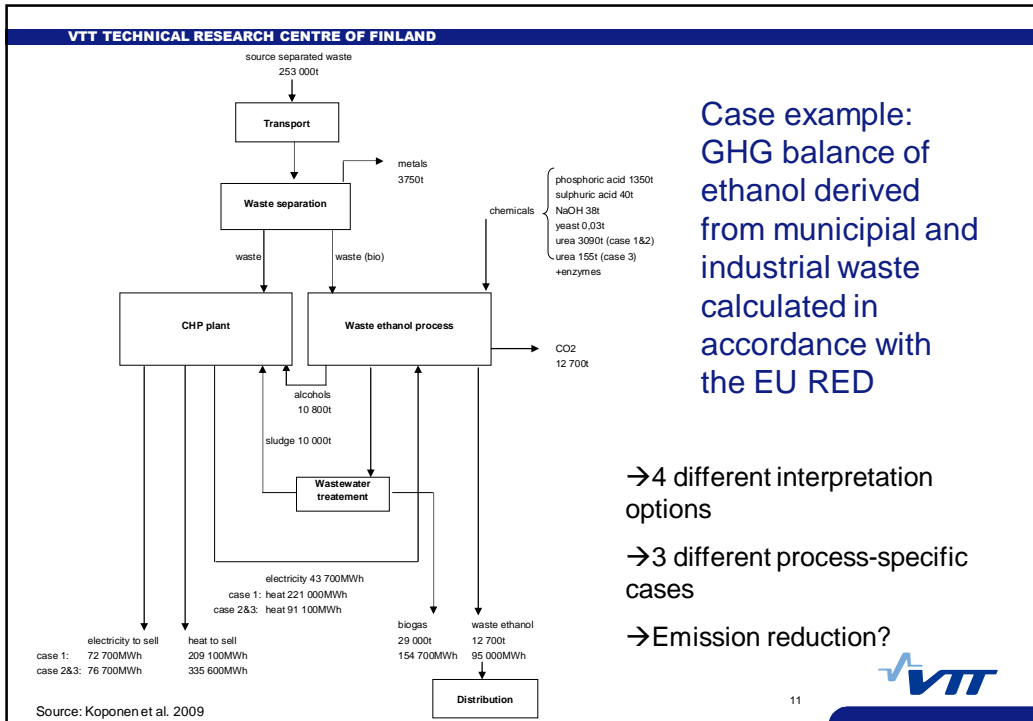 VTT TECHNICAL RESEARCH CENTRE OF FINLAND
source separated waste
253 000t
Transport
metals
3750t
Waste separation
chemicals
phosphoric acid 1350t
sulphuric acid 40t
NaOH 38t
yeast 0,03t
urea 3090t (case 1&2)
urea 155t (case 3)
+enzymes
waste
waste (bio)
CHP plant
Waste ethanol process
CO2
12 700t
alcohols
10 800t
sludge 10 000t
Wastewater
treatement
electricity 43 700MWh
case 1: heat 221 000MWh
case 2&3: heat 91 100MWh
biogas
29 000t
154 700MWh
waste ethanol
12 700t
95 000MWh
electricity to sell heat to sell
case 1: 72 700MWh 209 100MWh
case 2&3: 76 700MWh 335 600MWh
Distribution
Source: Koponen et al. 2009
Case example:
GHG balance of
ethanol derived
from municipial and
industrial waste
calculated in
accordance with
the EU RED
→4 different interpretation
options
→3 different process-specific
cases
→Emission reduction?
11
VTT